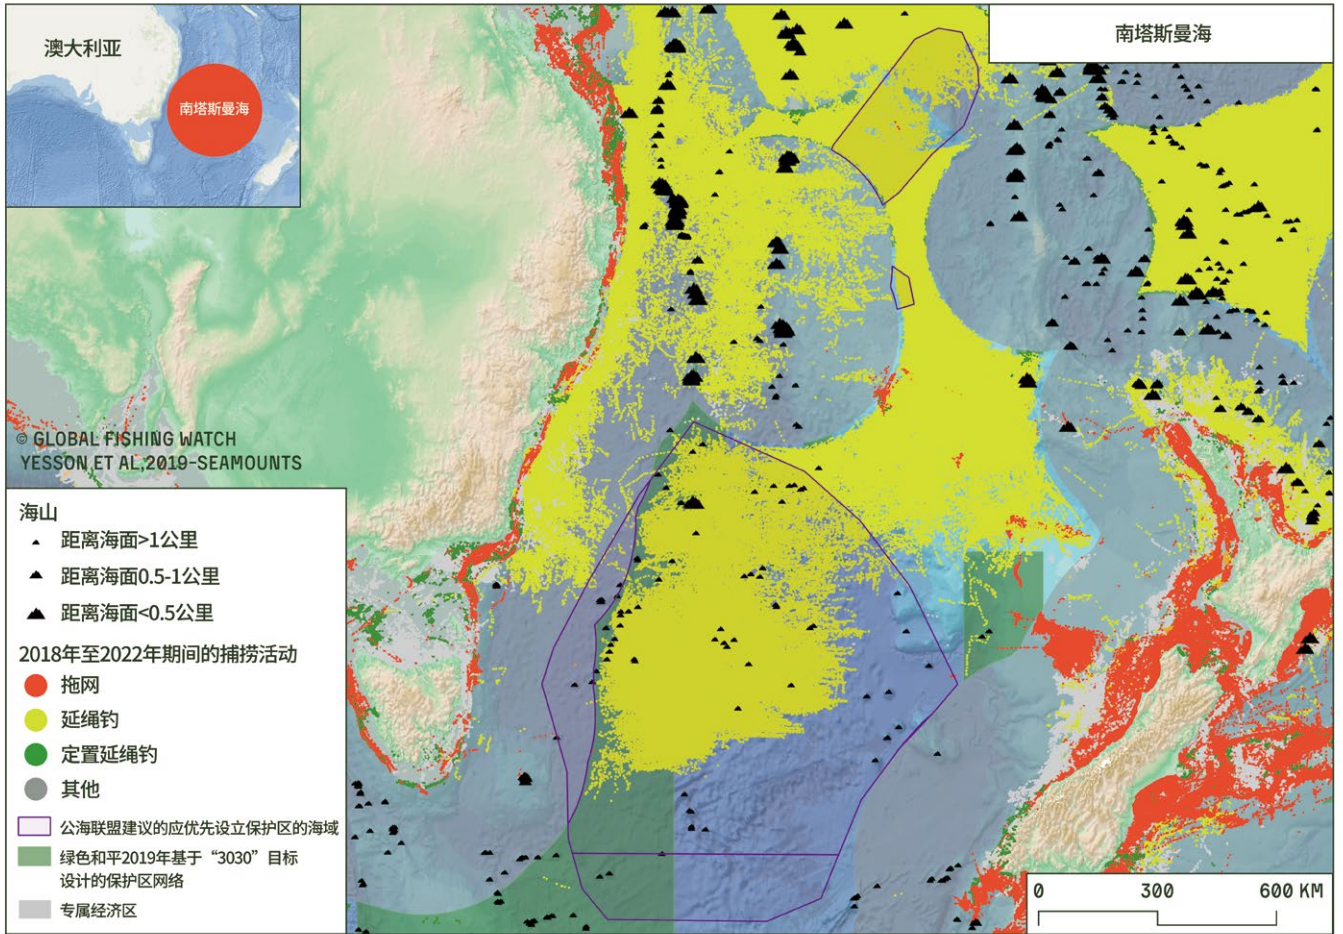 澳大利亚
南塔斯曼海
南塔斯曼海
© GLOBAL FISHING WATCH
YESSON ET AL,2019-SEAMOUNTS
海山
距离海面>1公里
距离海面0.5-1公里
距离海面<0.5公里
2018年至2022年期间的捕捞活动
拖网
延绳钓
定置延绳钓
其他
公海联盟建议的应优先设立保护区的海域
绿色和平2019年基于“3030”目标
设计的保护区网络
专属经济区
0 300 600 KM